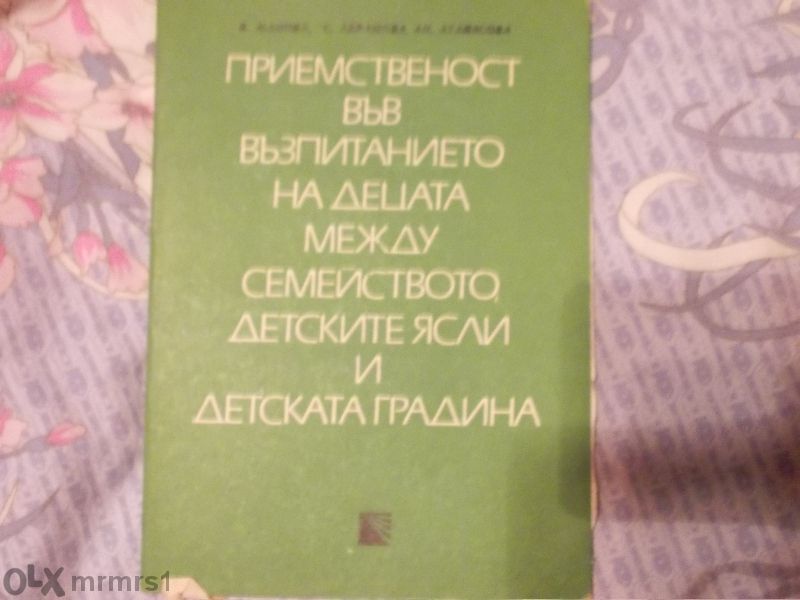 ПРИЕМСТВЕНОСТ
ВЪВ
ВЪЗПИТАНИЕТО
НА ДЕЦАТА
МЕЖДУ
СЕМЕЙСТВОТО,
ДЕТСКИТЕ ЯСЛИ
И
ДЕТСКАТА ГРАДИНА
OLX mrmrs1